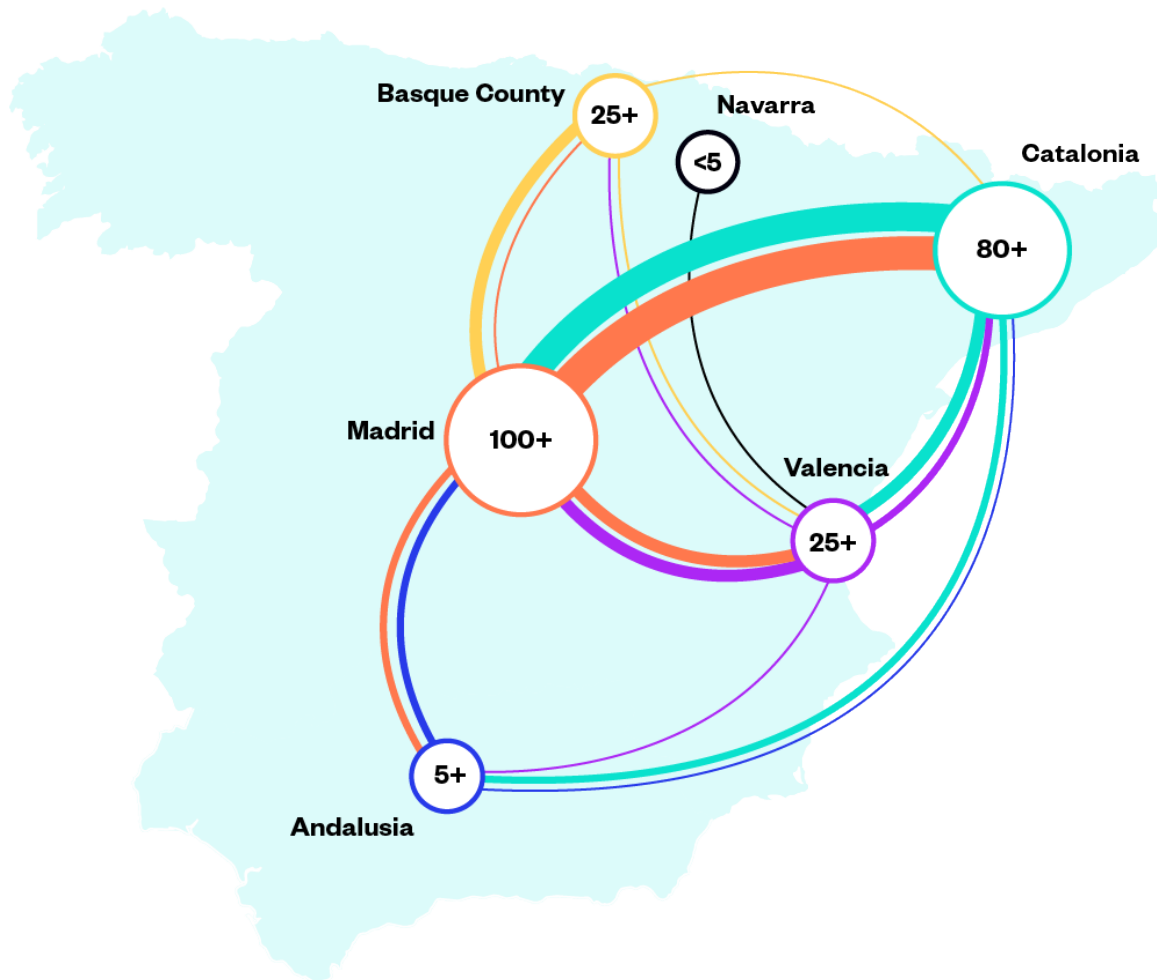 Basque County
25+
Navarra
<5
Catalonia
80+
Madrid
100+
Valencia
25+
5+
Andalusia